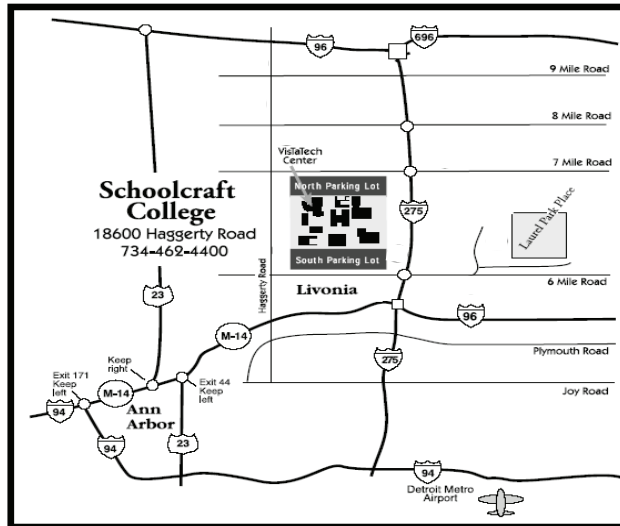 696
96
9 Mile Road
8 Mile Road
VisTaTech
Center
7 Mile Road
North Parking Lot
Schoolcraft
College
18600 Haggerty Road
734-462-4400
275
Laurel Park Place
South Parking Lot
Haggerty Road
6 Mile Road
Livonia
23
96
M-14
Plymouth Road
Keep
right
275
Exit 171
Keep
left
Exit 44
Keep
left
Joy Road
M-14
94
Ann
Arbor
23
94
94
Detroit Metro
Airport